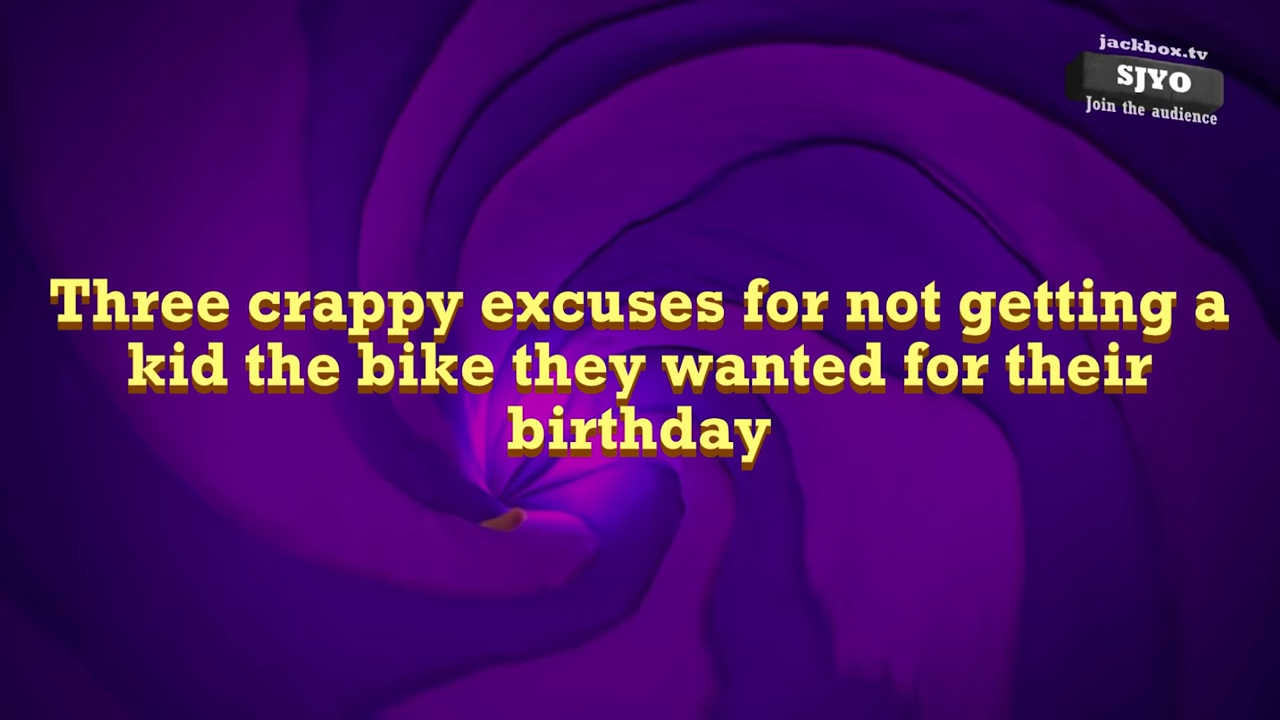 jackbox.tv
SJYO
Join the audience
Three crappy excuses for not getting a
kid the bike they wanted for their
birthday